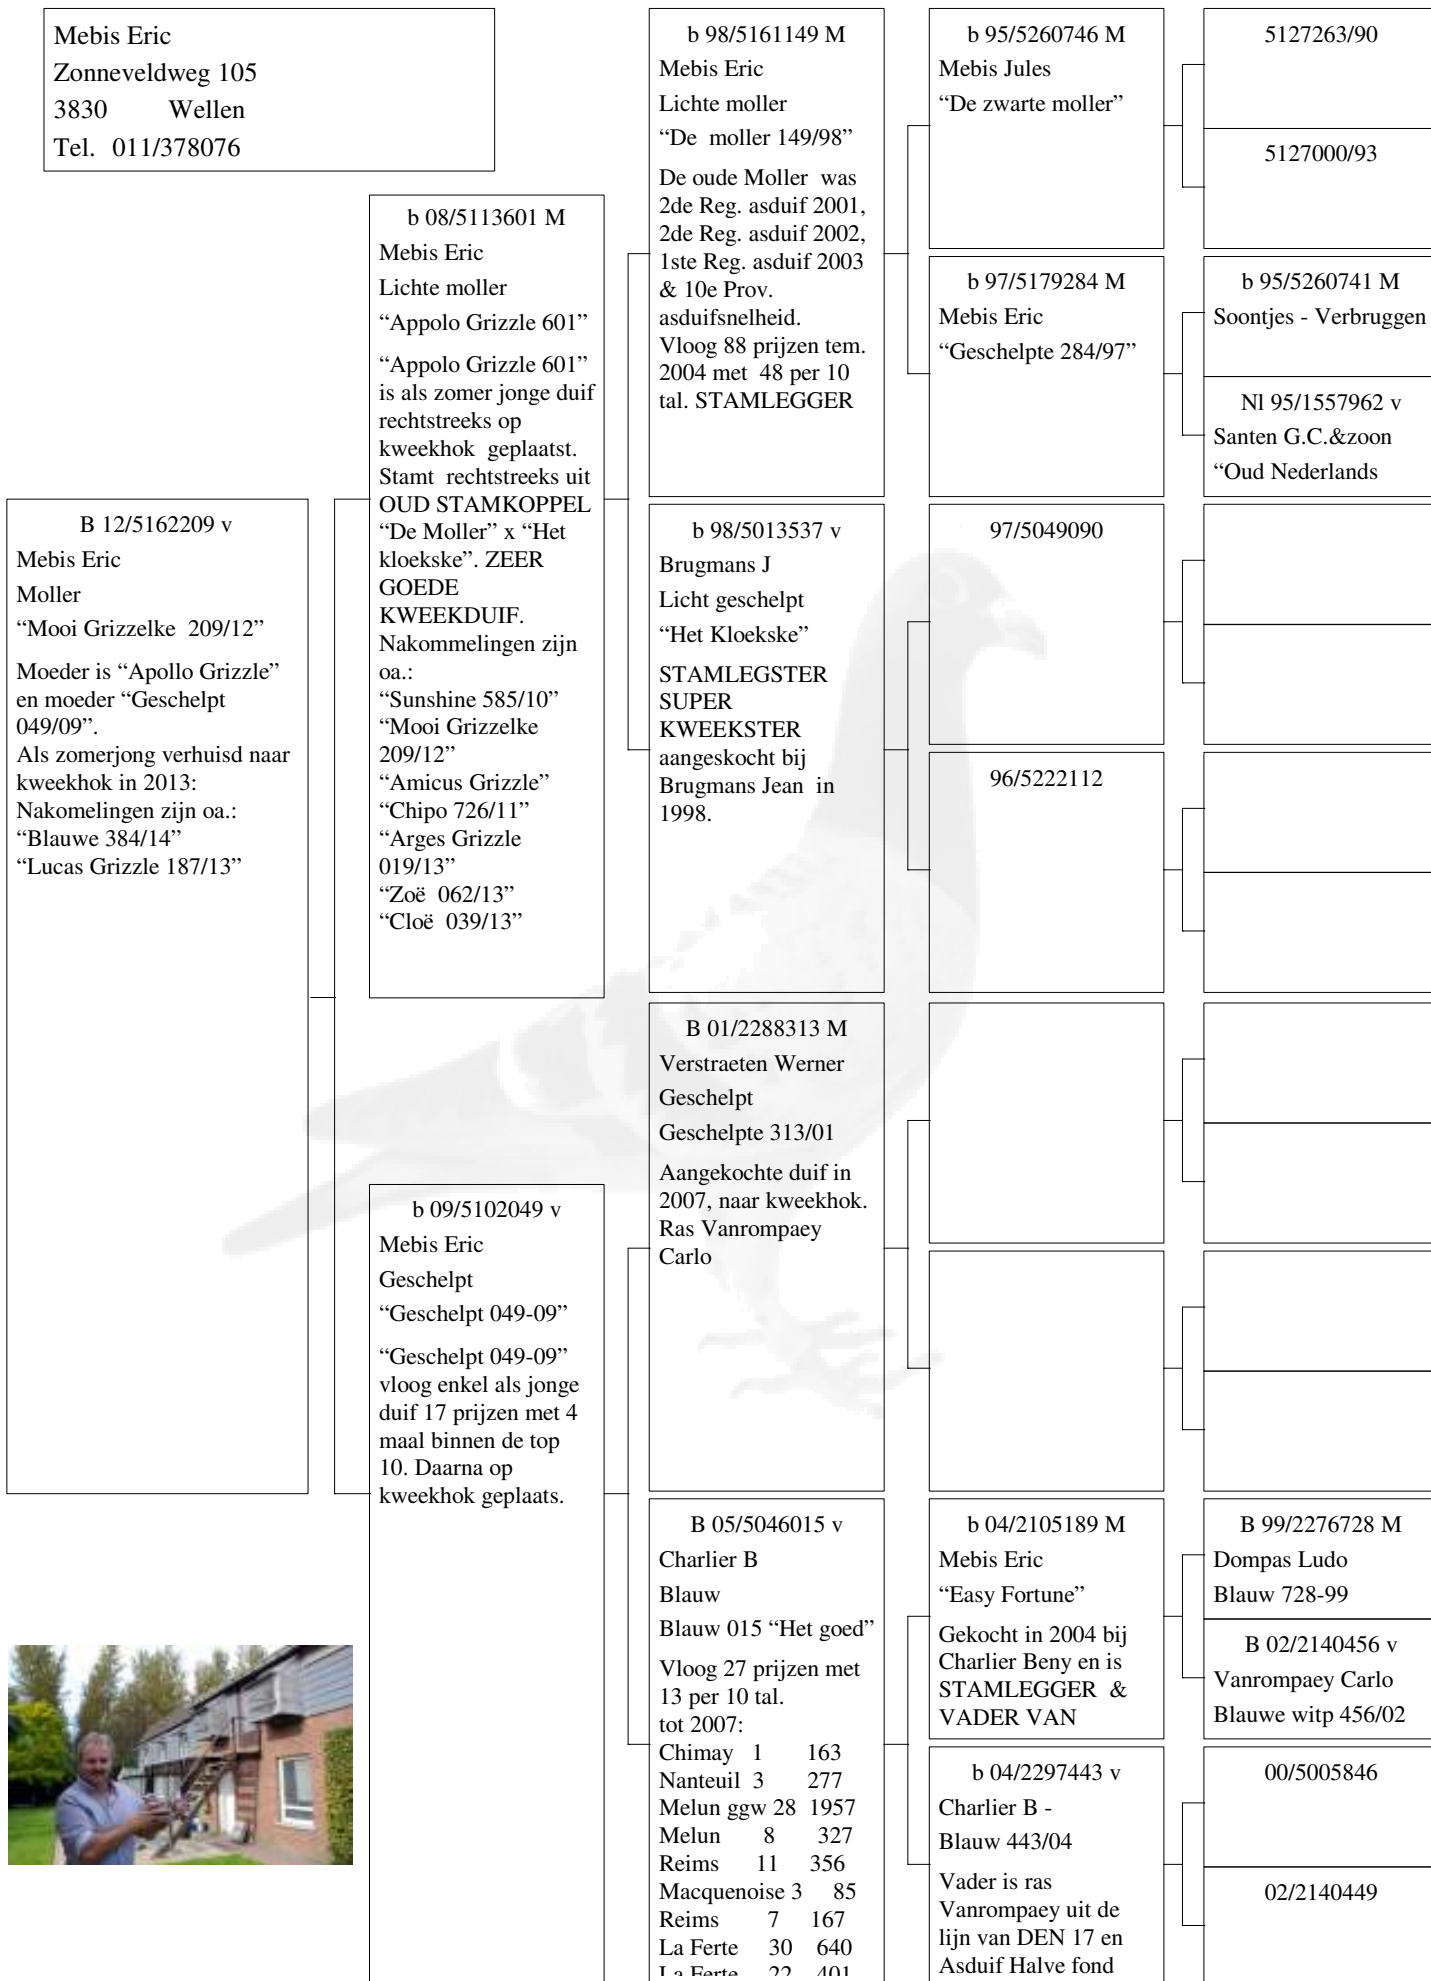 Mebis Eric
Zonneveldweg 105
3830 Wellen
Tel. 011/378076
B 12/5162209 v
Mebis Eric
Moller
“Mooi Grizzelke 209/12”
Moeder is “Apollo Grizzle”
en moeder “Geschelpt
049/09”.
Als zomerjong verhuisd naar
kweekhok in 2013:
Nakomelingen zijn oa.:
“Blauwe 384/14”
“Lucas Grizzle 187/13”
b 08/5113601 M
Mebis Eric
Lichte moller
“Appolo Grizzle 601”
“Appolo Grizzle 601”
is als zomer jonge duif
rechtstreeks op
kweekhok geplaatst.
Stamt rechtstreeks uit
OUD STAMKOPPEL
“De Moller” x “Het
kloekske”. ZEER
GOEDE
KWEEKDUIF.
Nakommelingen zijn
oa.:
“Sunshine 585/10”
“Mooi Grizzelke
209/12”
“Amicus Grizzle”
“Chipo 726/11”
“Arges Grizzle
019/13”
“Zoë 062/13”
“Cloë 039/13”
b 09/5102049 v
Mebis Eric
Geschelpt
“Geschelpt 049-09”
“Geschelpt 049-09”
vloog enkel als jonge
duif 17 prijzen met 4
maal binnen de top
10. Daarna op
kweekhok geplaats.
b 98/5161149 M
Mebis Eric
Lichte moller
“De moller 149/98”
De oude Moller was
2de Reg. asduif 2001,
2de Reg. asduif 2002,
1ste Reg. asduif 2003
& 10e Prov.
asduifsnelheid.
Vloog 88 prijzen tem.
2004 met 48 per 10
tal. STAMLEGGER
b 98/5013537 v
Brugmans J
Licht geschelpt
“Het Kloekske”
STAMLEGSTER
SUPER
KWEEKSTER
aangeskocht bij
Brugmans Jean in
1998.
B 01/2288313 M
Verstraeten Werner
Geschelpt
Geschelpte 313/01
Aangekochte duif in
2007, naar kweekhok.
Ras Vanrompaey
Carlo
B 05/5046015 v
Charlier B
Blauw
Blauw 015 “Het goed”
Vloog 27 prijzen met
13 per 10 tal.
tot 2007:
Chimay 1 163
Nanteuil 3 277
Melun ggw 28 1957
Melun 8 327
Reims 11 356
Macquenoise 3 85
Reims 7 167
La Ferte 30 640
La Ferte 22 401
b 95/5260746 M
Mebis Jules
“De zwarte moller”
b 97/5179284 M
Mebis Eric
“Geschelpte 284/97”
97/5049090
96/5222112
b 04/2105189 M
Mebis Eric
“Easy Fortune”
Gekocht in 2004 bij
Charlier Beny en is
STAMLEGGER &
VADER VAN
b 04/2297443 v
Charlier B -
Blauw 443/04
Vader is ras
Vanrompaey uit de
lijn van DEN 17 en
Asduif Halve fond
5127263/90
5127000/93
b 95/5260741 M
Soontjes - Verbruggen
Nl 95/1557962 v
Santen G.C.&zoon
“Oud Nederlands
B 99/2276728 M
Dompas Ludo
Blauw 728-99
B 02/2140456 v
Vanrompaey Carlo
Blauwe witp 456/02
00/5005846
02/2140449